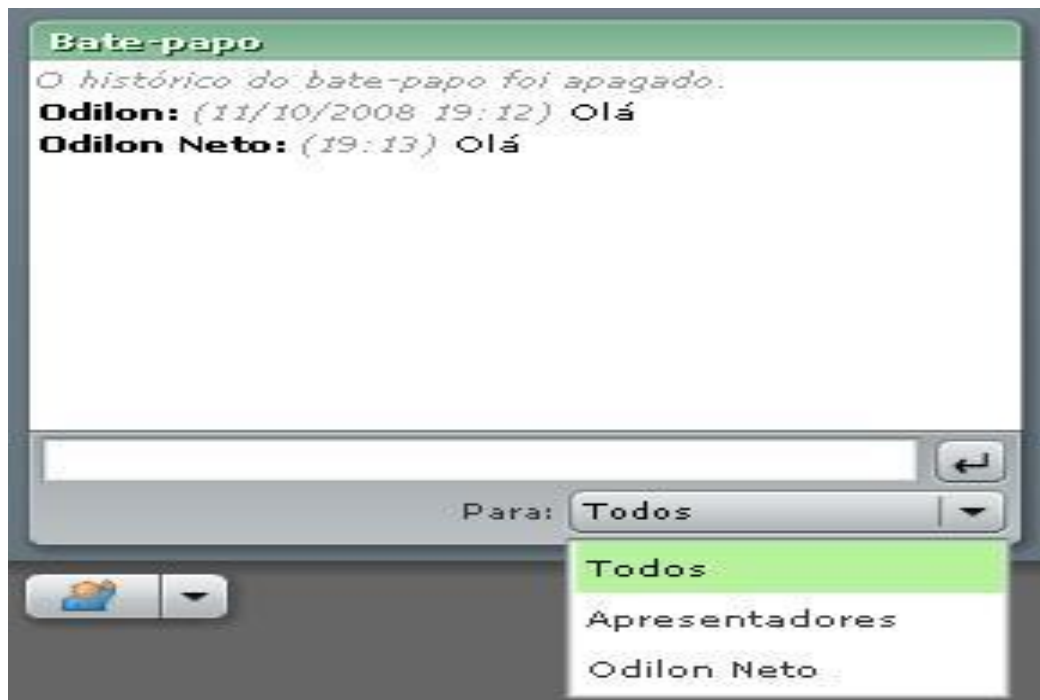 Bate-papo
O histórico do bate-papo foi apagado.
Odilon: (11/10/2008 19:12) Olá
Odilon Neto: (19:13) Olá
Para: Todos
Todos
Apresentadores
Odilon Neto